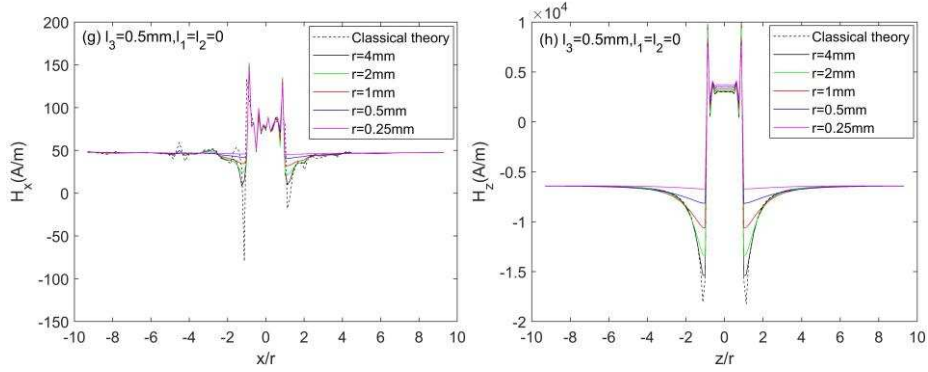 (g) l3=0.5mm,l1=l2=0
Classical theory
r=4mm
r=2mm
r=1mm
r=0.5mm
r=0.25mm
200
150
100
50
0
-50
-100
-150
Hx(A/m)
-10 -8 -6 -4 -2 0 2 4 6 8 10
x/r
×10⁴
(h) l3=0.5mm,l1=l2=0
Classical theory
r=4mm
r=2mm
r=1mm
r=0.5mm
r=0.25mm
1
0.5
0
-0.5
-1
-1.5
-2
Hz(A/m)
-10 -8 -6 -4 -2 0 2 4 6 8 10
z/r